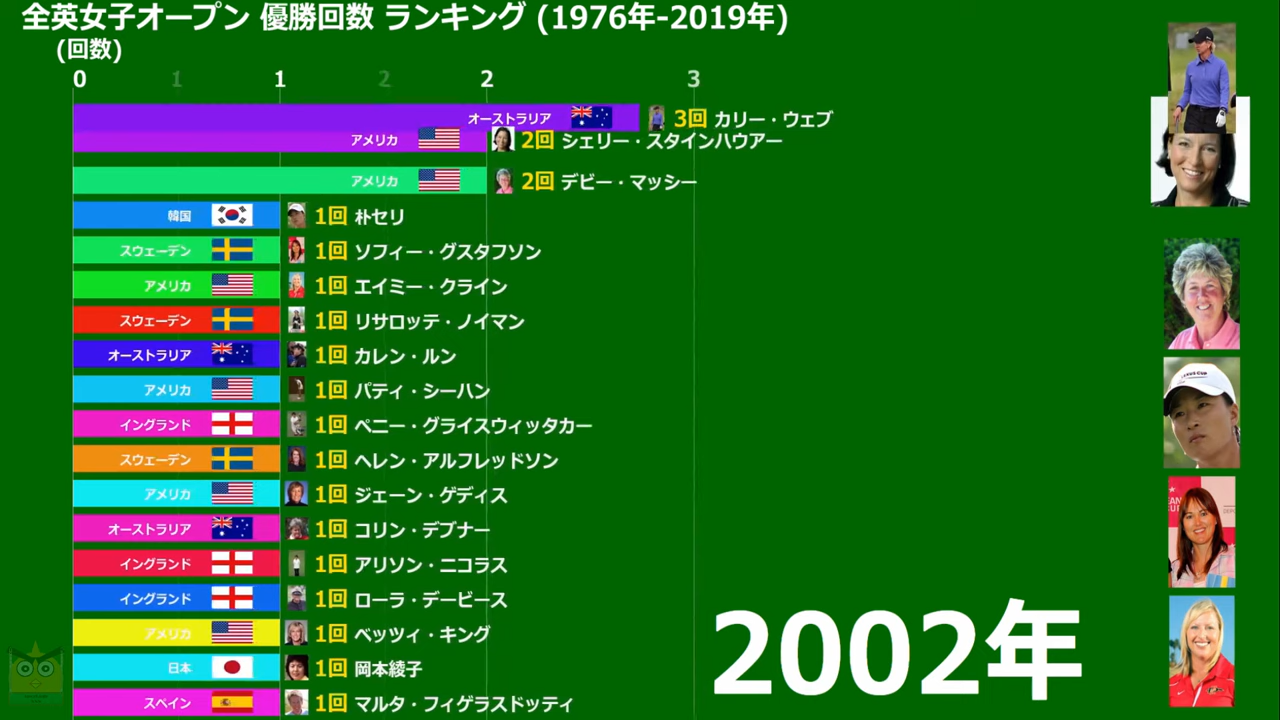 全英女子オープン 優勝回数 ランキング (1976年-2019年)
(回数)
0 1 1 2 2 3
オーストラリア 3回 カリー・ウェブ
アメリカ 2回 シェリー・スタインハウアー
アメリカ 2回 デビー・マッシー
韓国 1回 朴セリ
スウェーデン 1回 ソフィー・グスタフソン
アメリカ 1回 エイミー・クライン
スウェーデン 1回 リサロッテ・ノイマン
オーストラリア 1回 カレン・ルン
アメリカ 1回 パティ・シーハン
イングランド 1回 ペニー・グライスウィッタカー
スウェーデン 1回 ヘレン・アルフレッドソン
アメリカ 1回 ジェーン・ゲディス
オーストラリア 1回 コリン・デブナー
イングランド 1回 アリソン・ニコラス
イングランド 1回 ローラ・デービース
アメリカ 1回 ベッツィ・キング
日本 1回 岡本綾子
スペイン 1回 マルタ・フィゲラスドッティ
2002年